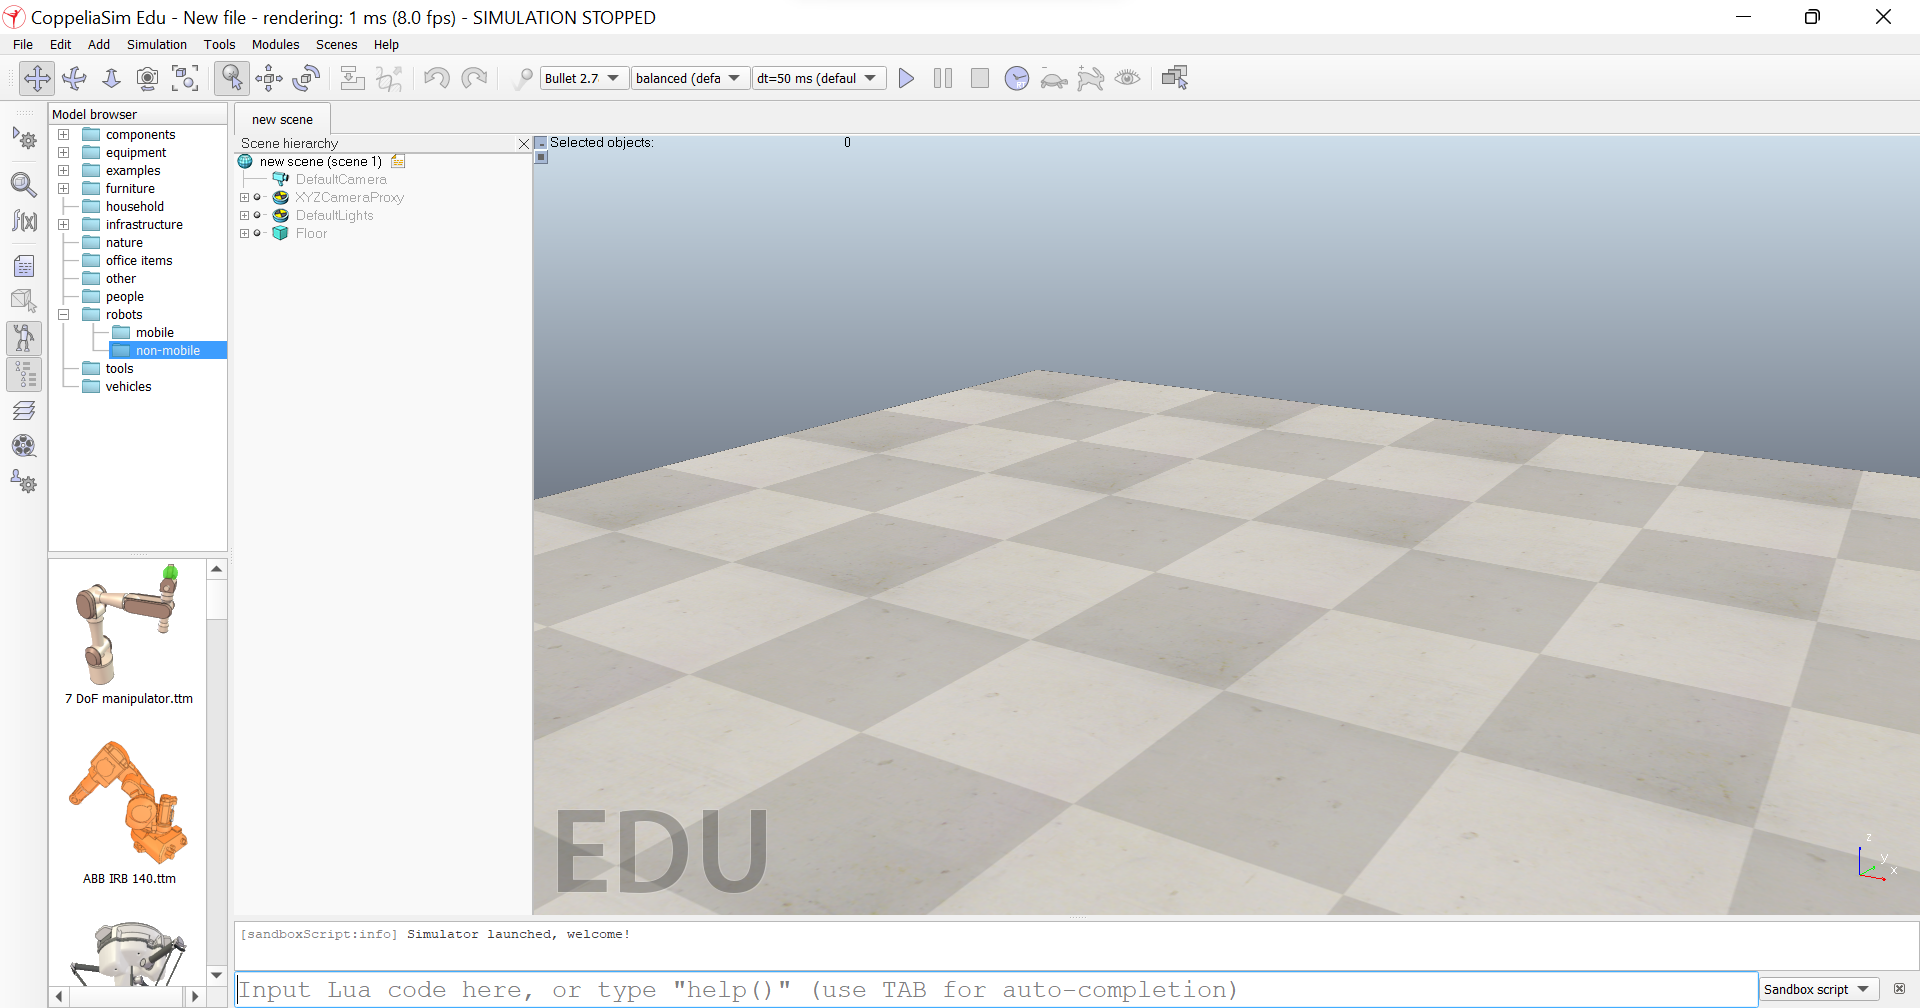 CoppeliaSim Edu - New file - rendering: 1 ms (8.0 fps) - SIMULATION STOPPED
File Edit Add Simulation Tools Modules Scenes Help
Bullet 2.7 balanced (defa dt=50 ms (defaul
Model browser
components
equipment
examples
furniture
household
infrastructure
nature
office items
other
people
robots
mobile
non-mobile
tools
vehicles
7 DoF manipulator.ttm
ABB IRB 140.ttm
new scene
Scene hierarchy
new scene (scene 1)
DefaultCamera
XYZCameraProxy
DefaultLights
Floor
Selected objects: 0
EDU
z
y
x
[sandboxScript:info] Simulator launched, welcome!
Input Lua code here, or type "help()" (use TAB for auto-completion)
Sandbox script